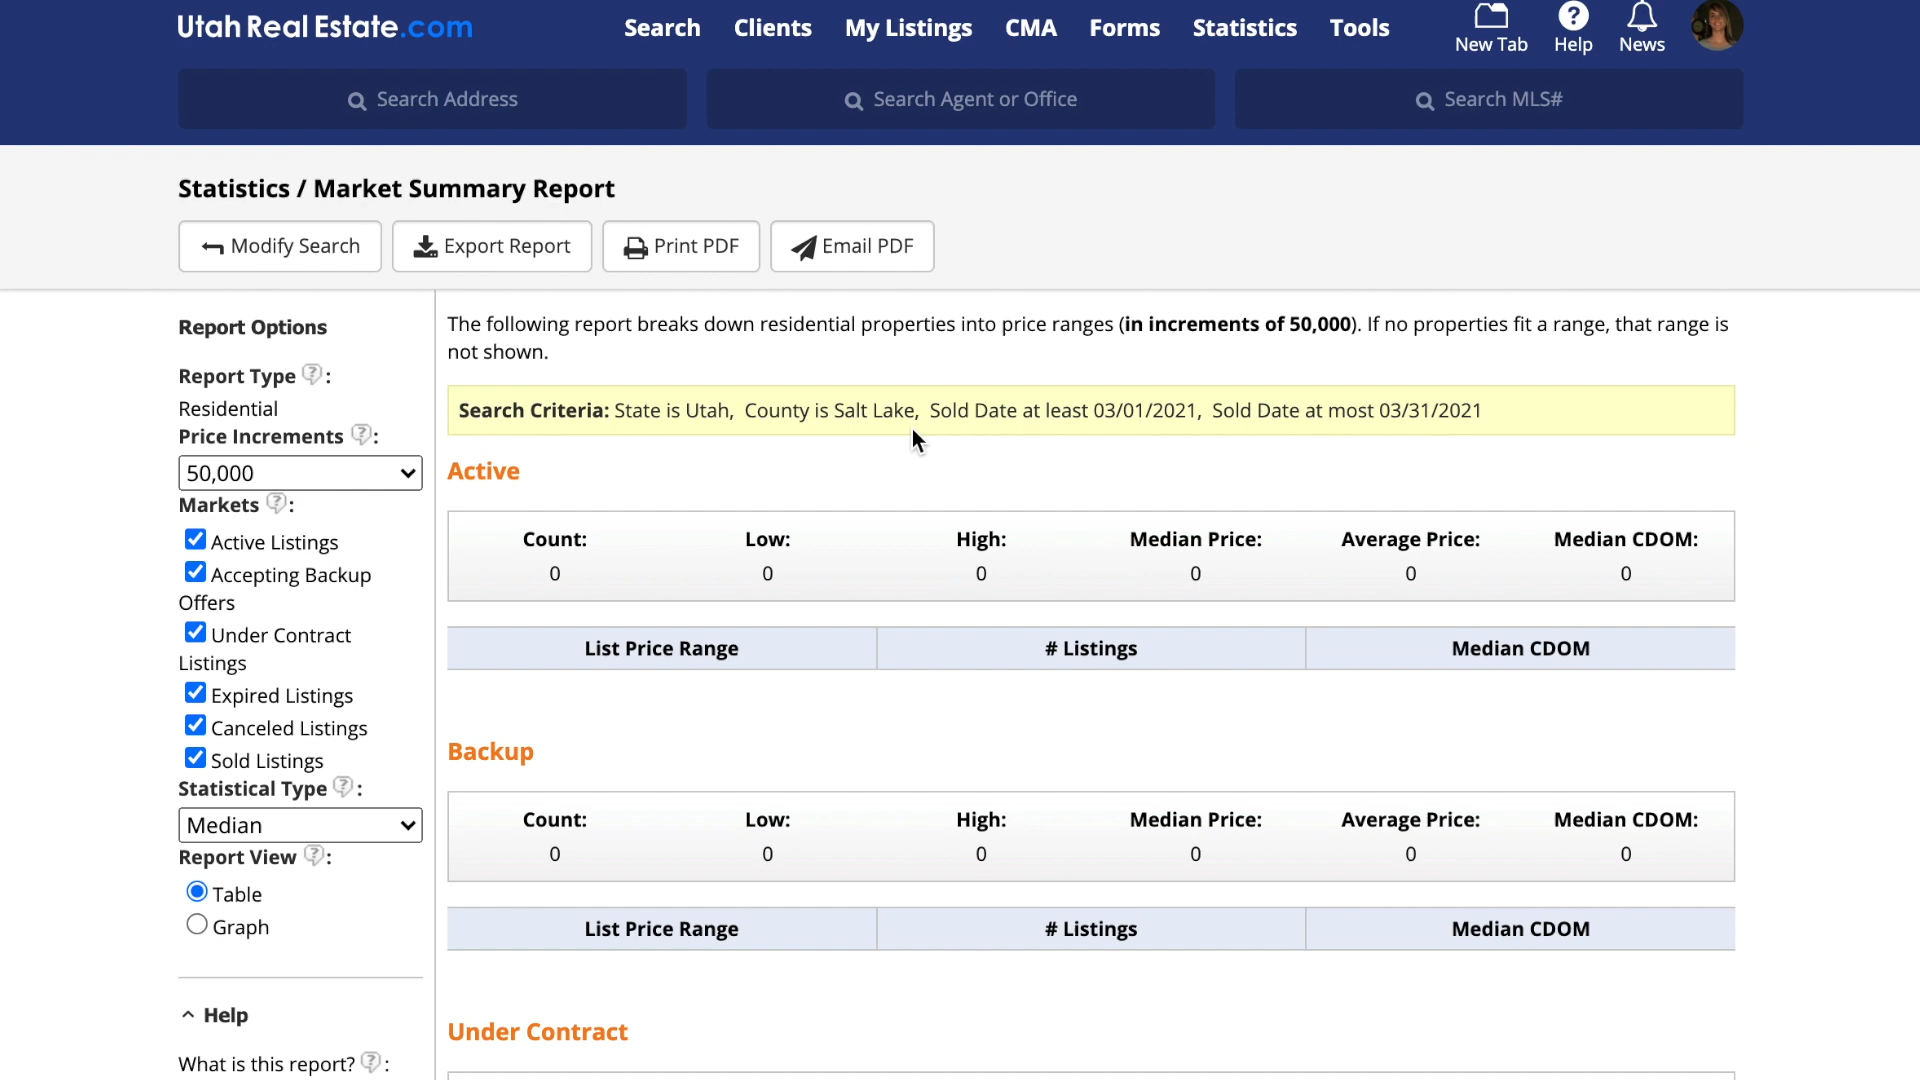 Utah Real Estate.com
Search Clients My Listings CMA Forms Statistics Tools
New Tab Help News
Search Address Search Agent or Office Search MLS#
Statistics / Market Summary Report
Modify Search Export Report Print PDF Email PDF
Report Options
Report Type ? :
Residential
Price Increments ? :
50,000
Markets ? :
Active Listings
Accepting Backup
Offers
Under Contract
Listings
Expired Listings
Canceled Listings
Sold Listings
Statistical Type ? :
Median
Report View ? :
Table
Graph
Help
What is this report? ? :
The following report breaks down residential properties into price ranges (in increments of 50,000). If no properties fit a range, that range is
not shown.
Search Criteria: State is Utah, County is Salt Lake, Sold Date at least 03/01/2021, Sold Date at most 03/31/2021
Active
Count: Low: High: Median Price: Average Price: Median CDOM:
0 0 0 0 0 0
List Price Range # Listings Median CDOM
Backup
Count: Low: High: Median Price: Average Price: Median CDOM:
0 0 0 0 0 0
List Price Range # Listings Median CDOM
Under Contract